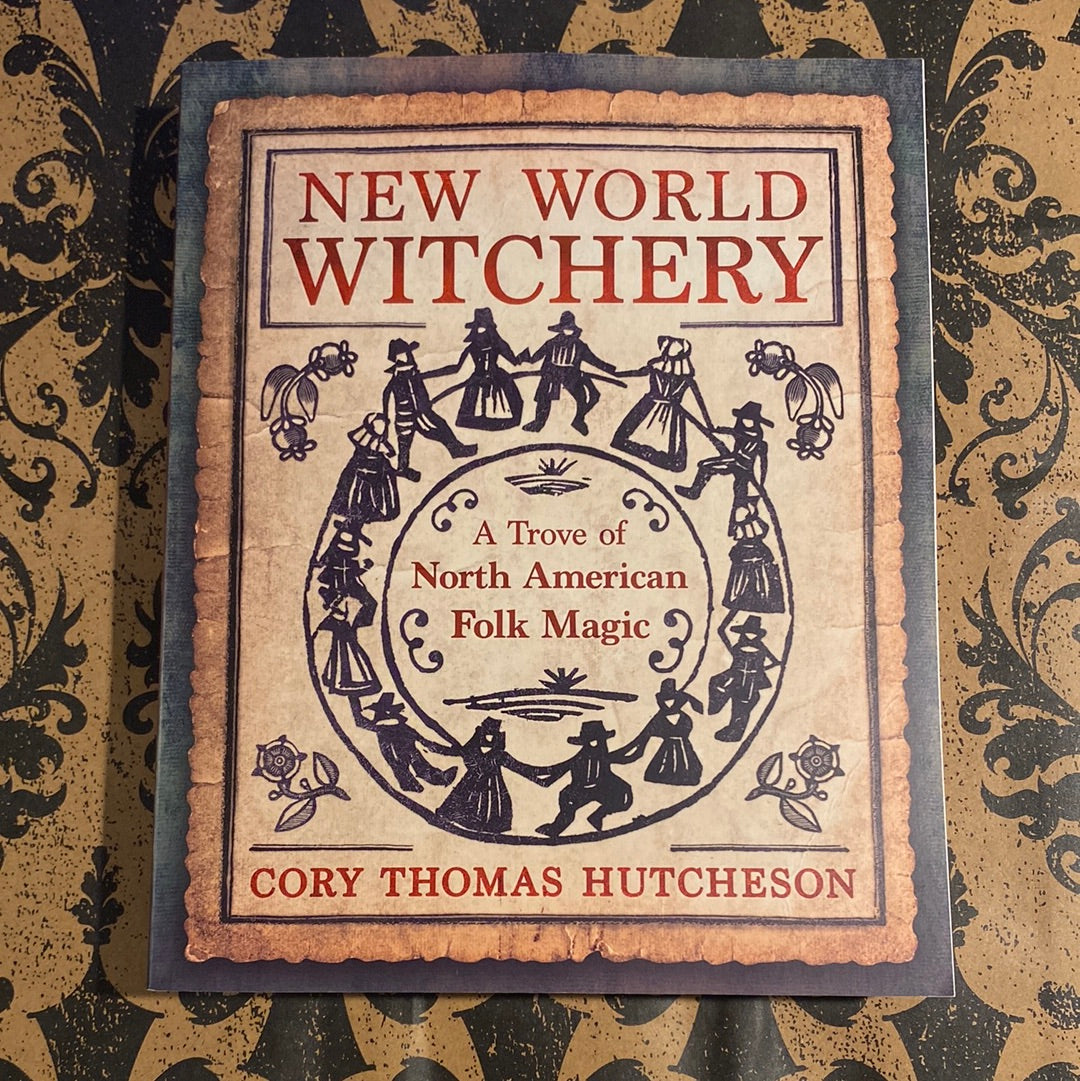 NEW WORLD
WITCHERY
A Trove of
North American
Folk Magic
CORY THOMAS HUTCHESON